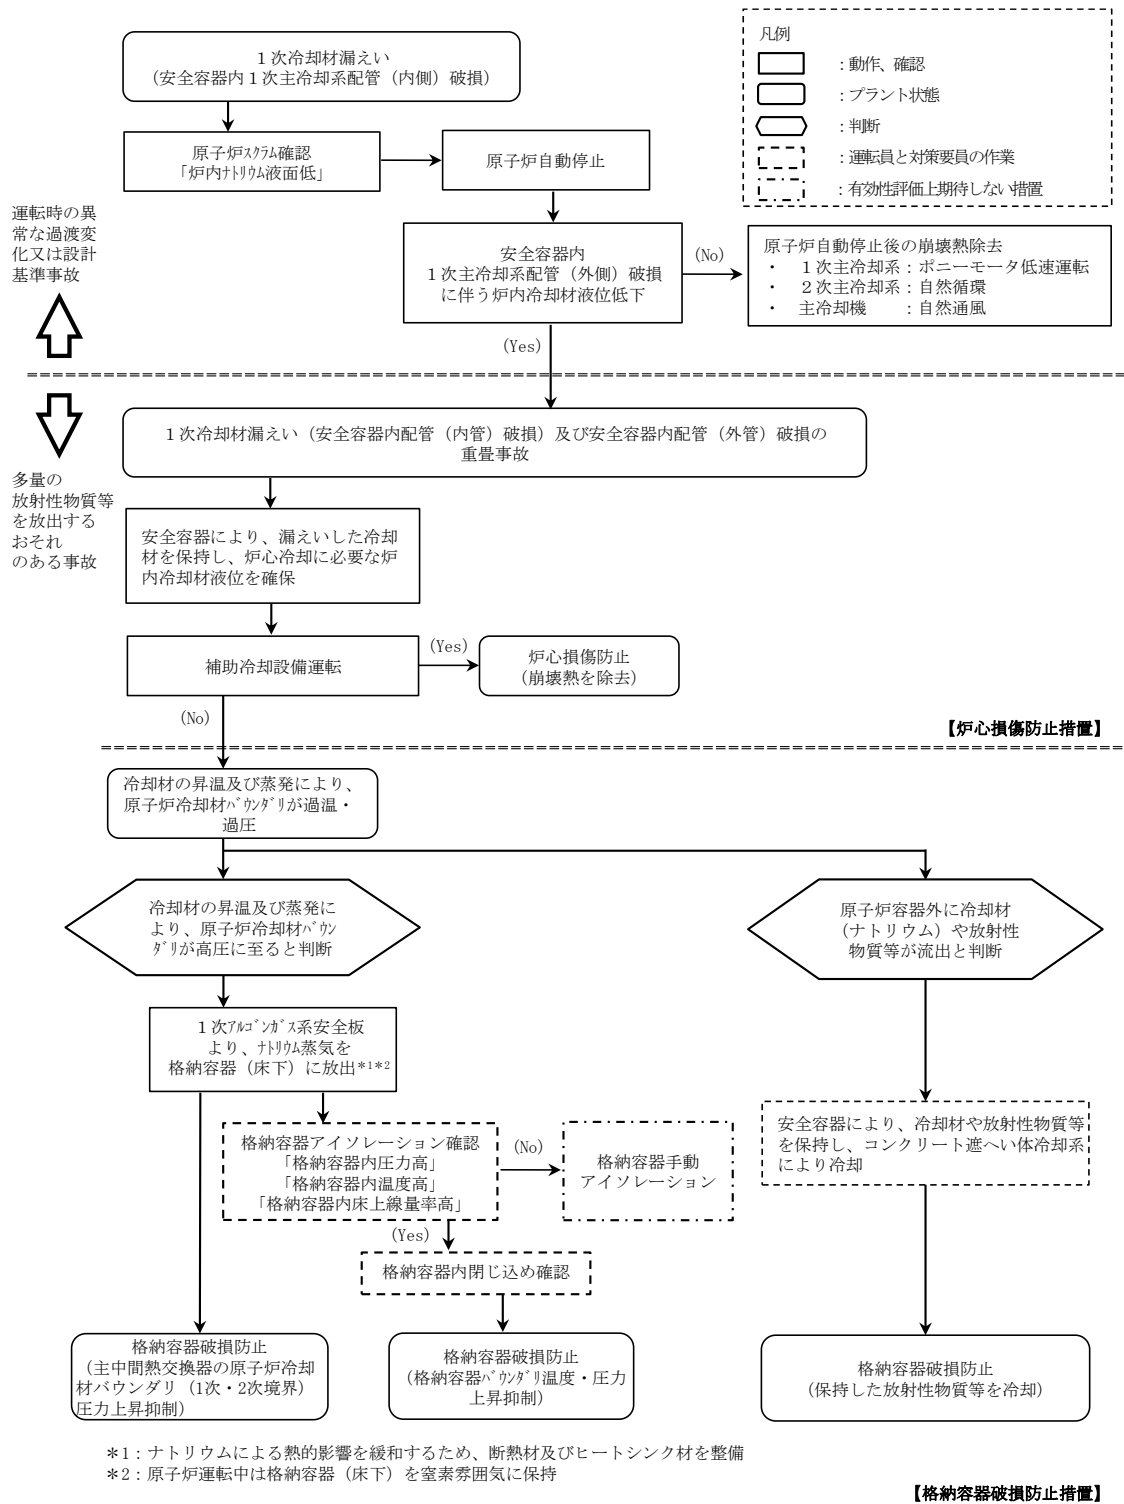 凡例
：動作、確認
：プラント状態
：判断
：運転員と対策要員の作業
：有効性評価上期待しない措置
１次冷却材漏えい
（安全容器内１次主冷却系配管（内側）破損）
原子炉ｽｸﾗﾑ確認
「炉内ﾅﾄﾘｳﾑ液面低」
原子炉自動停止
運転時の異
常な過渡変
化又は設計
基準事故
安全容器内
１次主冷却系配管（外側）破損
に伴う炉内冷却材液位低下
(No)
原子炉自動停止後の崩壊熱除去
・　１次主冷却系：ポニーモータ低速運転
・　２次主冷却系：自然循環
・　主冷却機　　：自然通風
(Yes)
１次冷却材漏えい（安全容器内配管（内管）破損）及び安全容器内配管（外管）破損の
重畳事故
多量の
放射性物質等
を放出する
おそれ
のある事故
安全容器により、漏えいした冷却
材を保持し、炉心冷却に必要な炉
内冷却材液位を確保
補助冷却設備運転
(Yes)
炉心損傷防止
（崩壊熱を除去）
(No)
【炉心損傷防止措置】
冷却材の昇温及び蒸発により、
原子炉冷却材ﾊﾞｳﾝﾀﾞﾘが過温・
過圧
冷却材の昇温及び蒸発に
より、原子炉冷却材ﾊﾞｳﾝ
ﾀﾞﾘが高圧に至ると判断
原子炉容器外に冷却材
（ナトリウム）や放射性
物質等が流出と判断
１次ｱﾙｺﾞﾝｶﾞｽ系安全板
より、ﾅﾄﾘｳﾑ蒸気を
格納容器（床下）に放出*1*2
格納容器アイソレーション確認
「格納容器内圧力高」
「格納容器内温度高」
「格納容器内床上線量率高」
(No)
格納容器手動
アイソレーション
安全容器により、冷却材や放射性物質等
を保持し、コンクリート遮へい体冷却系
により冷却
(Yes)
格納容器内閉じ込め確認
格納容器破損防止
（主中間熱交換器の原子炉冷却
材バウンダリ（1次・2次境界）
圧力上昇抑制）
格納容器破損防止
（格納容器ﾊﾞｳﾝﾀﾞﾘ温度・圧力
上昇抑制）
格納容器破損防止
（保持した放射性物質等を冷却）
＊1：ナトリウムによる熱的影響を緩和するため、断熱材及びヒートシンク材を整備
＊2：原子炉運転中は格納容器（床下）を窒素雰囲気に保持
【格納容器破損防止措置】